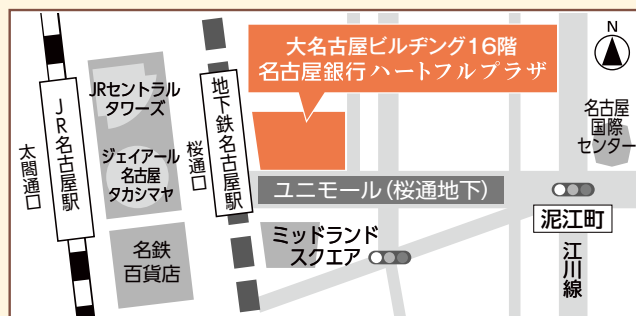 大名古屋ビルヂング16階
名古屋銀行 ハートフルプラザ
N
JRセントラル
タワーズ
ジェイアール
名古屋
タカシマヤ
名鉄
百貨店
JR名古屋駅
太閤通口
桜通口
地下鉄名古屋駅
ユニモール(桜通地下)
ミッドランド
スクエア
名古屋
国際
センター
泥江町
江川線